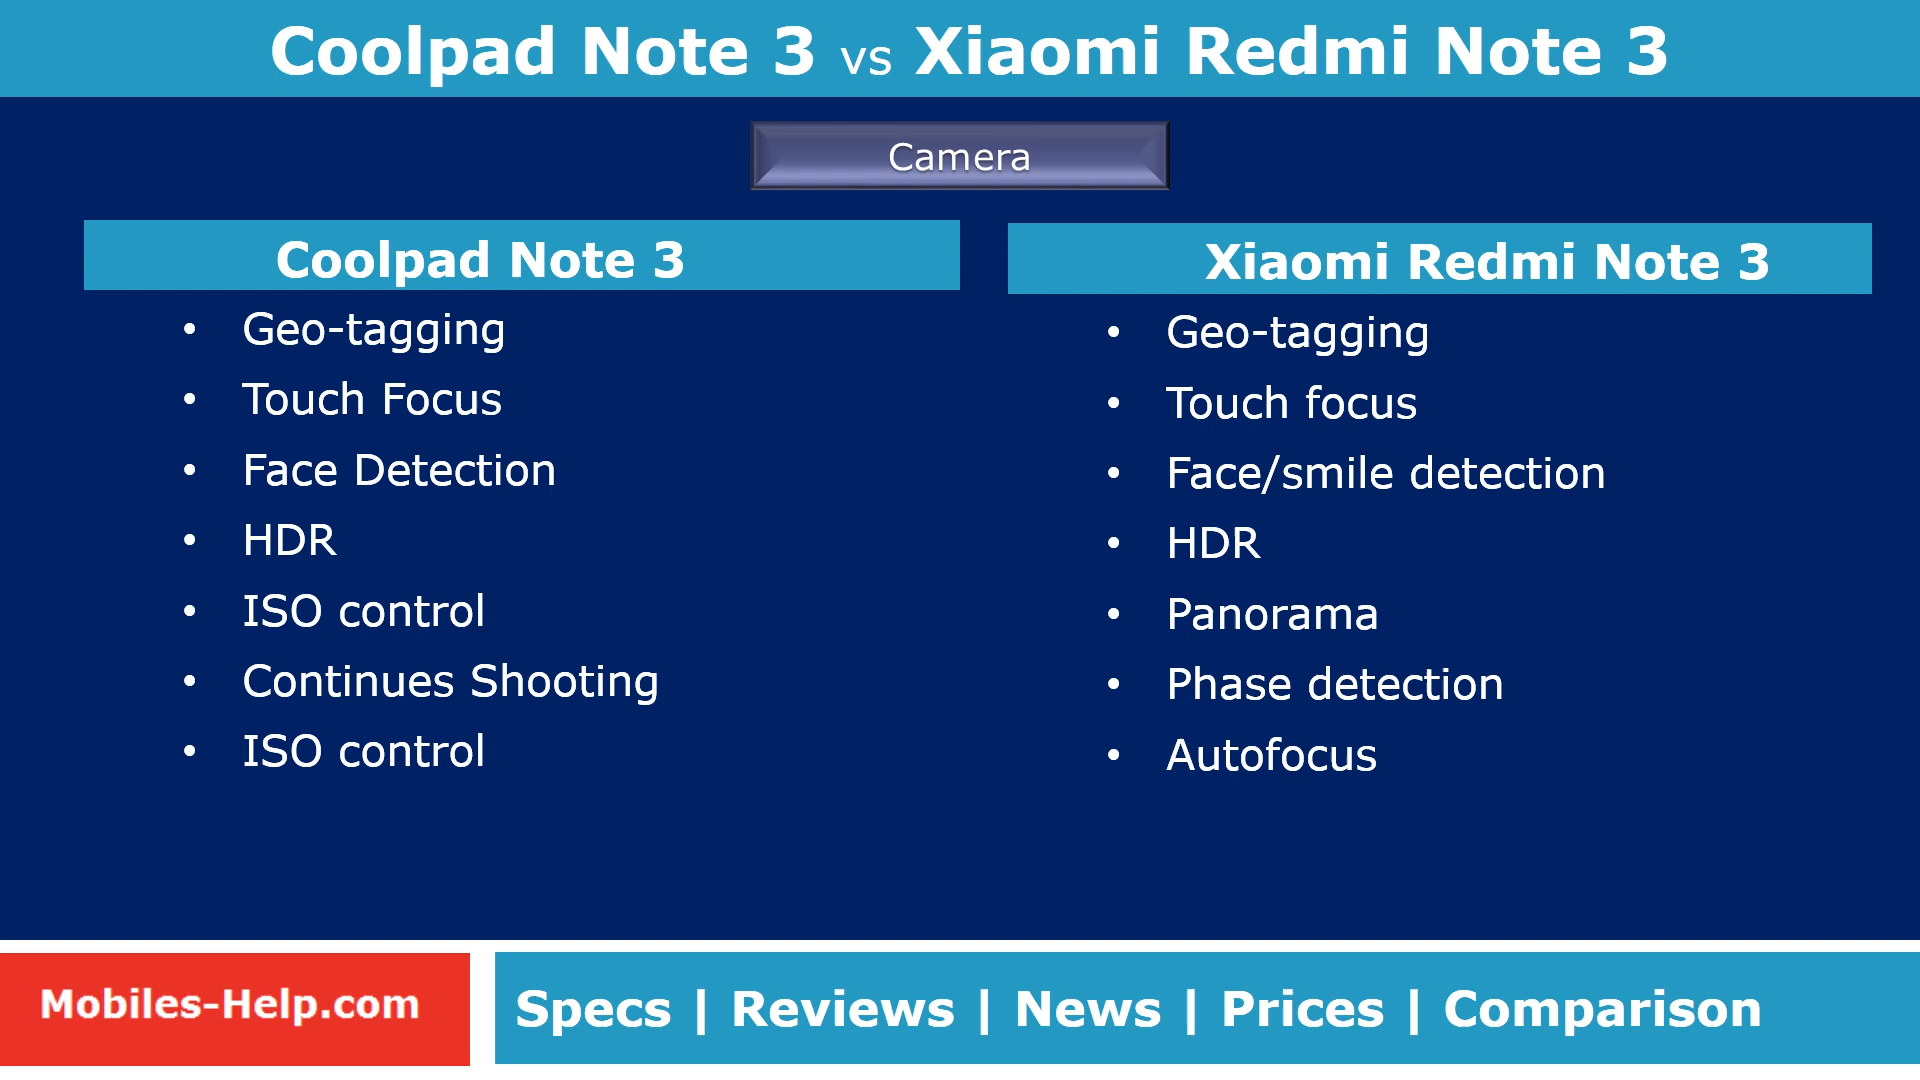 Coolpad Note 3 vs Xiaomi Redmi Note 3
Camera
Coolpad Note 3
• Geo-tagging
• Touch Focus
• Face Detection
• HDR
• ISO control
• Continues Shooting
• ISO control
Xiaomi Redmi Note 3
• Geo-tagging
• Touch focus
• Face/smile detection
• HDR
• Panorama
• Phase detection
• Autofocus
Mobiles-Help.com
Specs | Reviews | News | Prices | Comparison